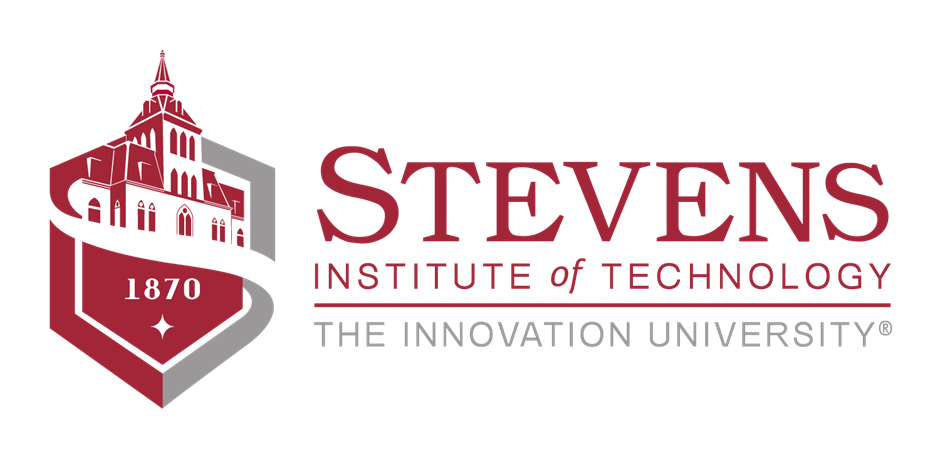 1870
STEVENS
INSTITUTE of TECHNOLOGY
THE INNOVATION UNIVERSITY®